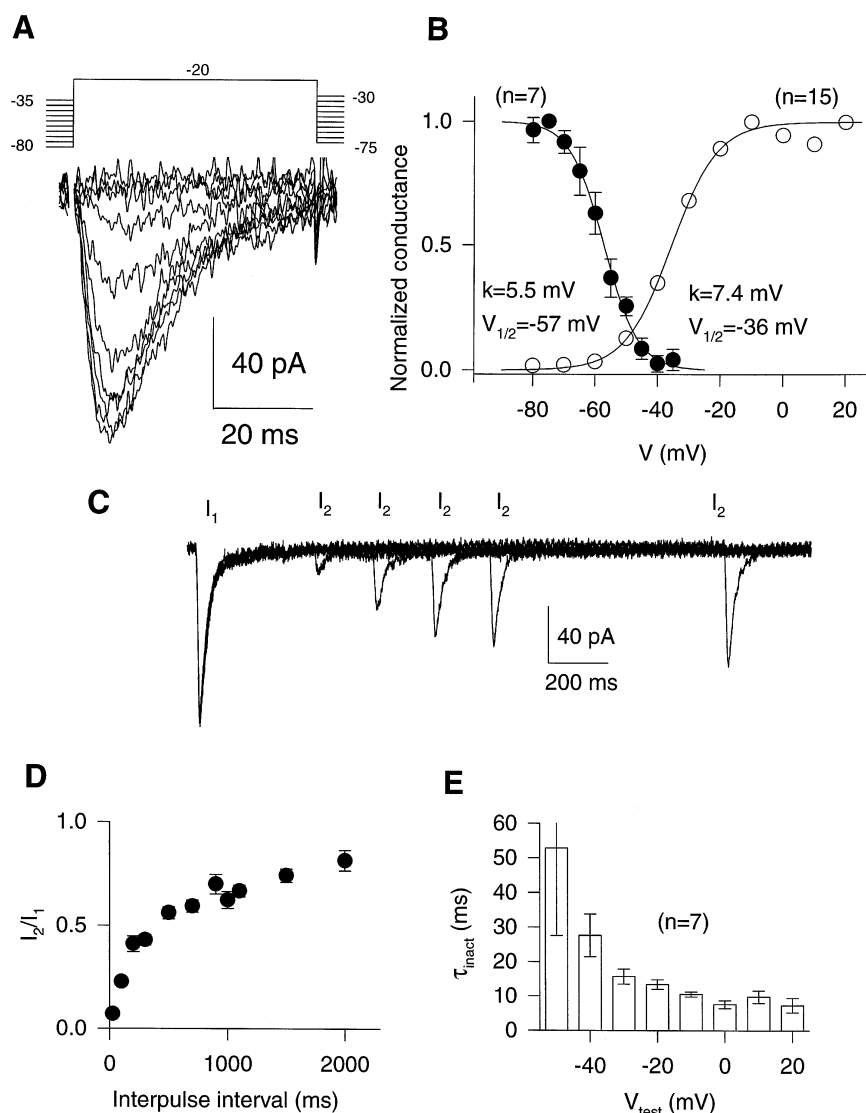 A
-20
-35
-30
-80
-75
40 pA
20 ms
B
(n=7)
(n=15)
1.0
0.5
0.0
Normalized conductance
k=5.5 mV
V1/2=-57 mV
k=7.4 mV
V1/2=-36 mV
-80
-60
-40
-20
0
20
V (mV)
C
I1
I2
I2
I2
I2
I2
40 pA
200 ms
D
1.0
0.5
0.0
I2/I1
0
1000
2000
Interpulse interval (ms)
E
60
50
40
30
20
10
0
τinact (ms)
(n=7)
-40
-20
0
20
Vtest (mV)